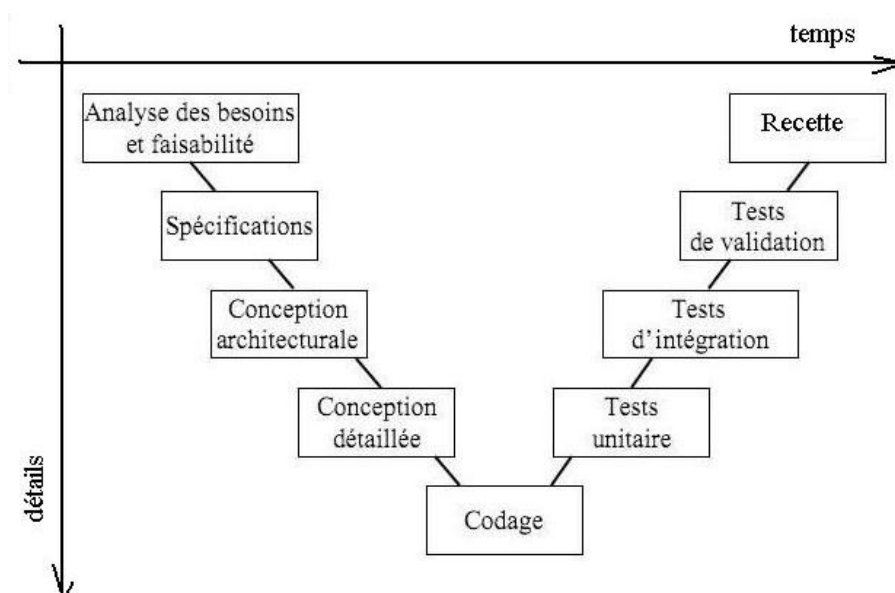 temps
Analyse des besoins
et faisabilité
Recette
Spécifications
Tests
de validation
Conception
architecturale
Tests
d’intégration
Conception
détaillée
Tests
unitaire
Codage
détails